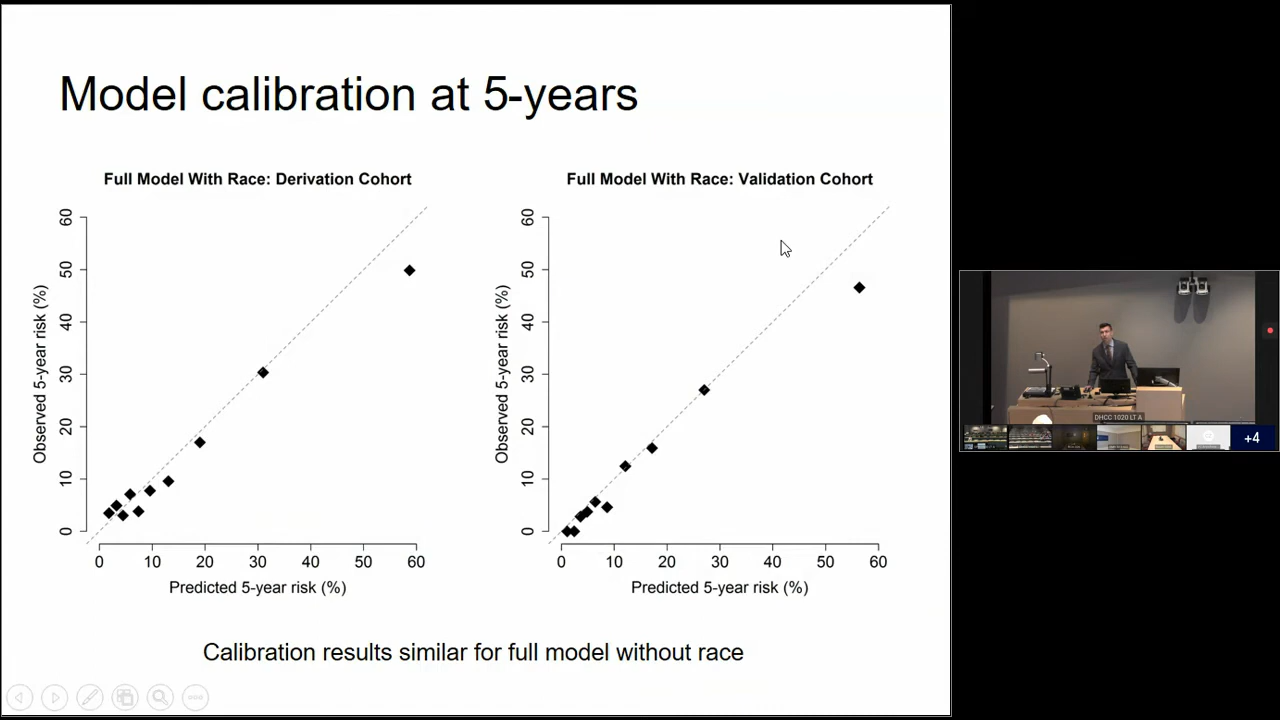 Model calibration at 5-years
Full Model With Race: Derivation Cohort
Observed 5-year risk (%)
60
50
40
30
20
10
0
0 10 20 30 40 50 60
Predicted 5-year risk (%)
Full Model With Race: Validation Cohort
Observed 5-year risk (%)
60
50
40
30
20
10
0
0 10 20 30 40 50 60
Predicted 5-year risk (%)
Calibration results similar for full model without race
DHCC 1020 LT A
+4